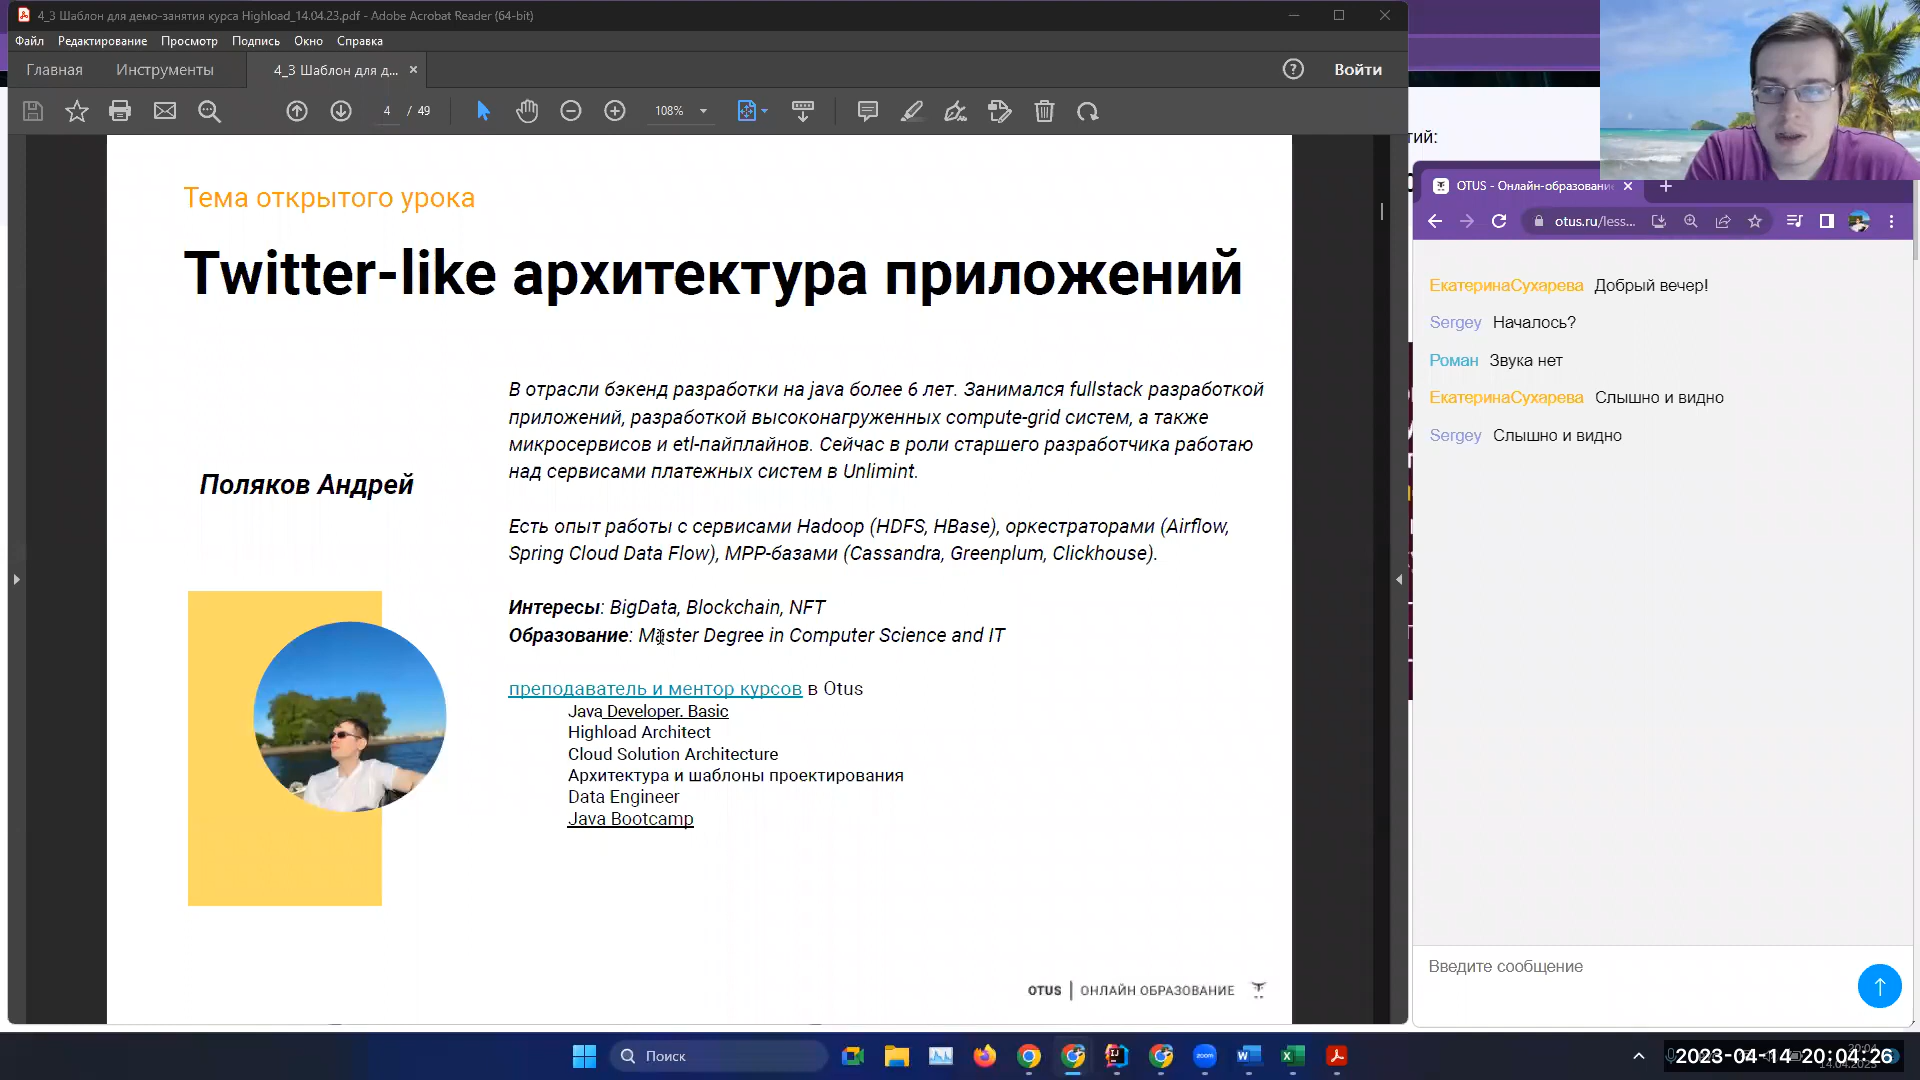 4_3 Шаблон для демо-занятия курса Highload_14.04.23.pdf - Adobe Acrobat Reader (64-bit)
Файл Редактирование Просмотр Подпись Окно Справка
Главная Инструменты 4_3 Шаблон для д... Войти
4 / 49 108%
Тема открытого урока
Twitter-like архитектура приложений
В отрасли бэкенд разработки на java более 6 лет. Занимался fullstack разработкой
приложений, разработкой высоконагруженных compute-grid систем, а также
микросервисов и etl-пайплайнов. Сейчас в роли старшего разработчика работаю
над сервисами платежных систем в Unlimint.
Поляков Андрей
Есть опыт работы с сервисами Hadoop (HDFS, HBase), оркестраторами (Airflow,
Spring Cloud Data Flow), MPP-базами (Cassandra, Greenplum, Clickhouse).
Интересы: BigData, Blockchain, NFT
Образование: Master Degree in Computer Science and IT
преподаватель и ментор курсов в Otus
Java Developer. Basic
Highload Architect
Cloud Solution Architecture
Архитектура и шаблоны проектирования
Data Engineer
Java Bootcamp
OTUS | ОНЛАЙН ОБРАЗОВАНИЕ
тий:
OTUS - Онлайн-образовани
otus.ru/less...
ЕкатеринаСухарева Добрый вечер!
Sergey Началось?
Роман Звука нет
ЕкатеринаСухарева Слышно и видно
Sergey Слышно и видно
Введите сообщение
Поиск
zoom
2023-04-14 20:04:26